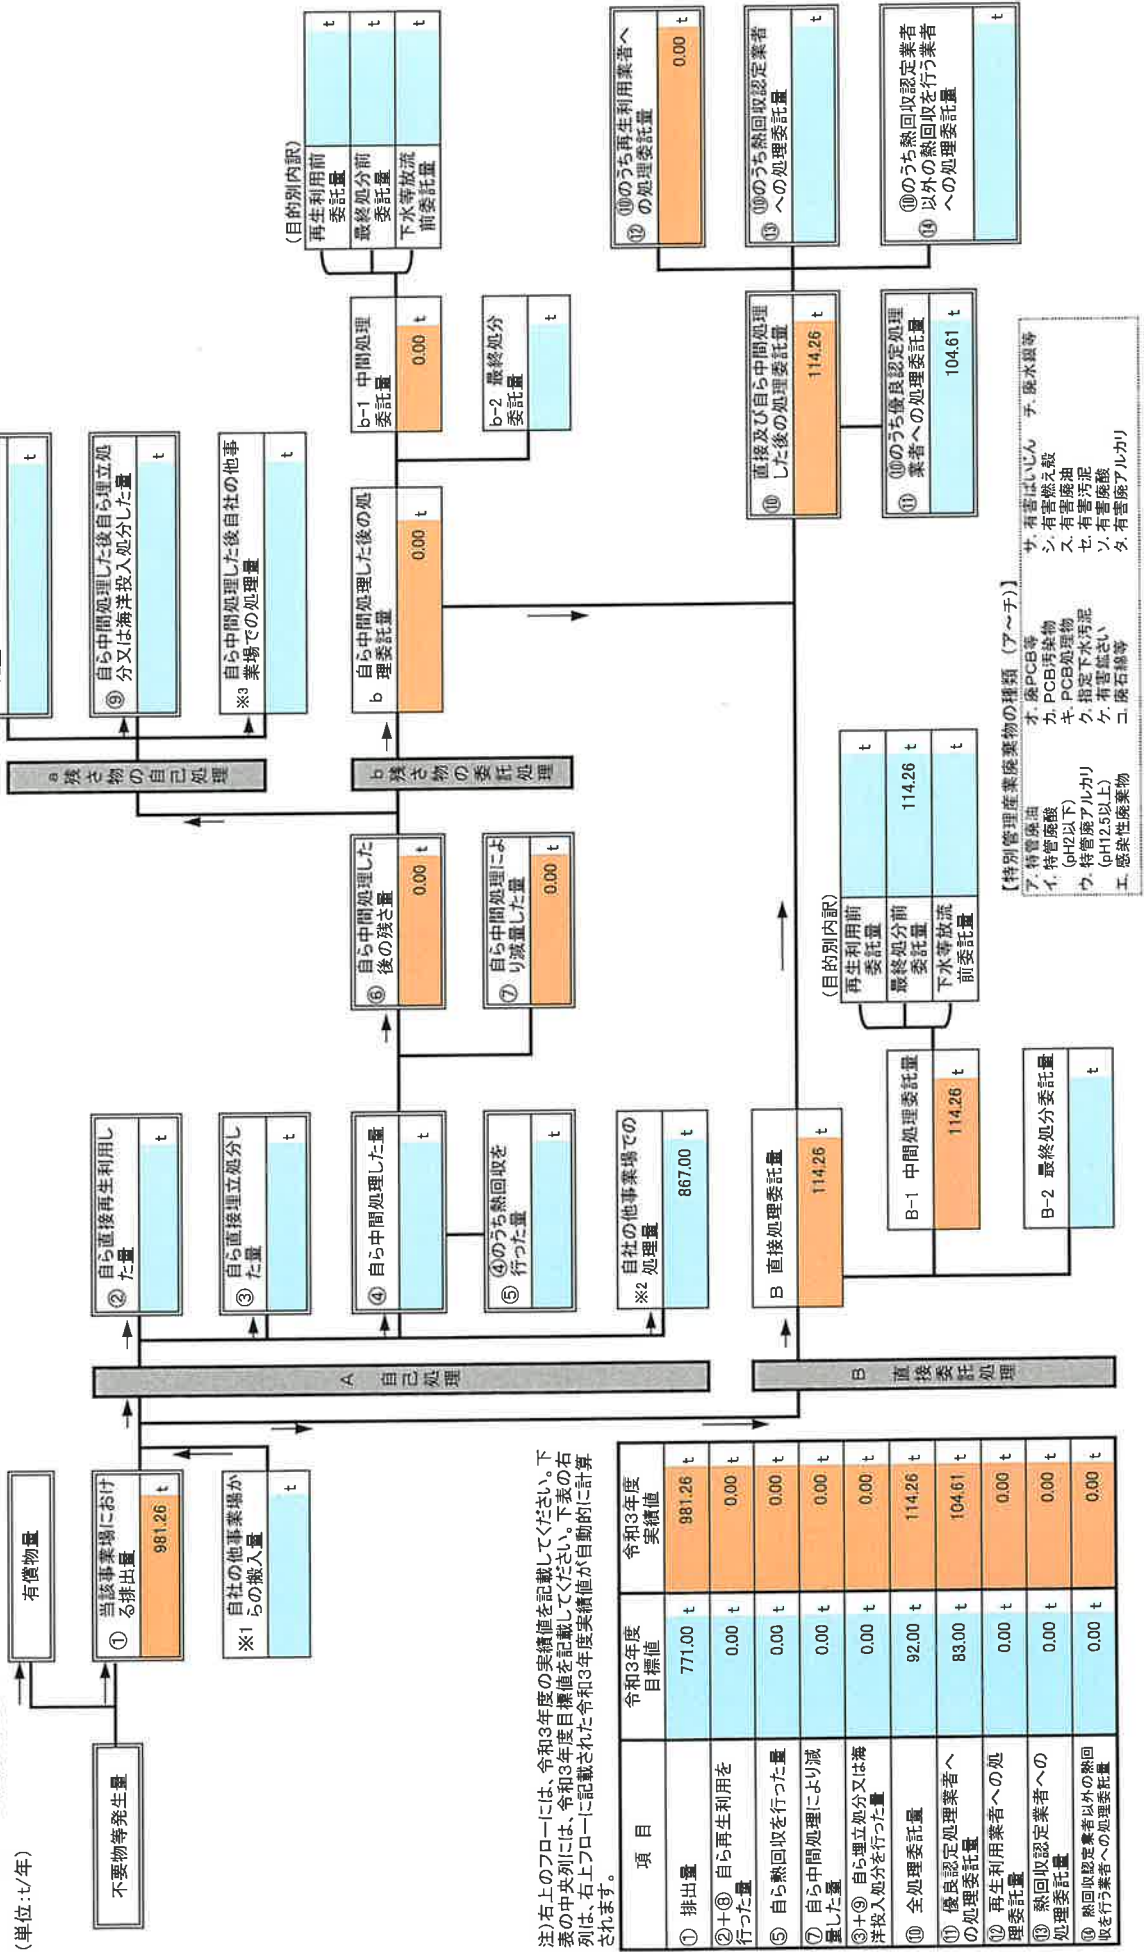 (単位:t/年)
不要物等発生量
有償物量
① 当該事業場におけ
る排出量
981.26 t
※1 自社の他事業場か
らの搬入量
t
A 自己処理
② 自ら直接再生利用し
た量
t
③ 自ら直接埋立処分し
た量
t
④ 自ら中間処理した量
t
⑤ ④のうち熱回収を
行った量
t
※2 自社の他事業場での
処理量
867.00 t
⑥ 自ら中間処理した
後の残さ量
0.00 t
⑦ 自ら中間処理によ
り減量した量
0.00 t
a 残さ物の自己処理
t
⑨ 自ら中間処理した後自ら埋立処
分又は海洋投入処分した量
t
※3 自ら中間処理した後自社の他事
業場での処理量
t
b 残さ物の委託処理
b 自ら中間処理した後の処
理委託量
0.00 t
b-1 中間処理
委託量
0.00 t
b-2 最終処分
委託量
t
(目的別内訳)
再生利用前
委託量
t
最終処分前
委託量
t
下水等放流
前委託量
t
B 直接委託処理
B 直接処理委託量
114.26 t
B-1 中間処理委託量
114.26 t
B-2 最終処分委託量
t
(目的別内訳)
再生利用前
委託量
t
最終処分前
委託量
114.26 t
下水等放流
前委託量
t
⑩ 直接及び自ら中間処理
した後の処理委託量
114.26 t
⑪ ⑩のうち優良認定処理
業者への処理委託量
104.61 t
⑫ ⑩のうち再生利用業者へ
の処理委託量
0.00 t
⑬ ⑩のうち熱回収認定業者
への処理委託量
t
⑭ ⑩のうち熱回収認定業者
以外の熱回収を行う業者
への処理委託量
t
注)右上のフローには、令和3年度の実績値を記載してください。下
表の中央列には、令和3年度目標値を記載してください。下表の右
列は、右上フローに記載された令和3年度実績値が自動的に計算
されます。
項 目 令和3年度 目標値 令和3年度 実績値
① 排出量 771.00 t 981.26 t
②+⑧ 自ら再生利用を
行った量 0.00 t 0.00 t
⑤ 自ら熱回収を行った量 0.00 t 0.00 t
⑦ 自ら中間処理により減
量した量 0.00 t 0.00 t
③+⑨ 自ら埋立処分又は海
洋投入処分を行った量 0.00 t 0.00 t
⑩ 全処理委託量 92.00 t 114.26 t
⑪ 優良認定処理業者へ
の処理委託量 83.00 t 104.61 t
⑫ 再生利用業者への処
理委託量 0.00 t 0.00 t
⑬ 熱回収認定業者への
処理委託量 0.00 t 0.00 t
⑭ 熱回収認定業者以外の熱回
収を行う業者への処理委託量 0.00 t 0.00 t
【特別管理産業廃棄物の種類(ア~チ)】
ア. 特管廃油
イ. 特管廃酸
(pH2以下)
ウ. 特管廃アルカリ
(pH12.5以上)
エ. 感染性廃棄物
オ. 廃PCB等
カ. PCB汚染物
キ. PCB処理物
ク. 指定下水汚泥
ケ. 有害鉱さい
コ. 廃石綿等
サ. 有害ばいじん
シ. 有害燃え殻
ス. 有害廃油
セ. 有害汚泥
ソ. 有害廃酸
タ. 有害廃アルカリ
チ. 廃水銀等